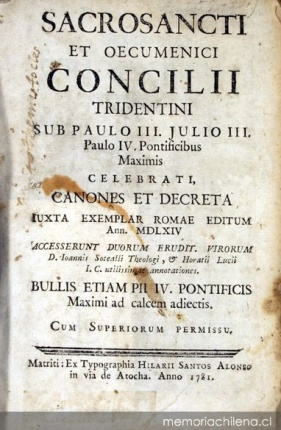 SACROSANCTI
ET OECUMENICI
CONCILII
TRIDENTINI
SUB PAULO III. JULIO III.
Paulo IV. Pontificibus
Maximis
CELEBRATI,
CANONES ET DECRETA
IUXTA EXEMPLAR ROMAE EDITUM
Ann. MDLXIV
ACCESSERUNT DUORUM ERUDIT. VIRORUM
D. Ioannis Sotealli Theologi, & Horatii Lucii
I. C. utilissimae annotationes.
BULLIS ETIAM PII IV. PONTIFICIS
Maximi ad calcem adiectis.
CUM SUPERIORUM PERMISSU.
Matriti: Ex Typographia HILARII SANTOS ALONSO
in via de Atocha. Anno 1781.
memoriachilena.cl